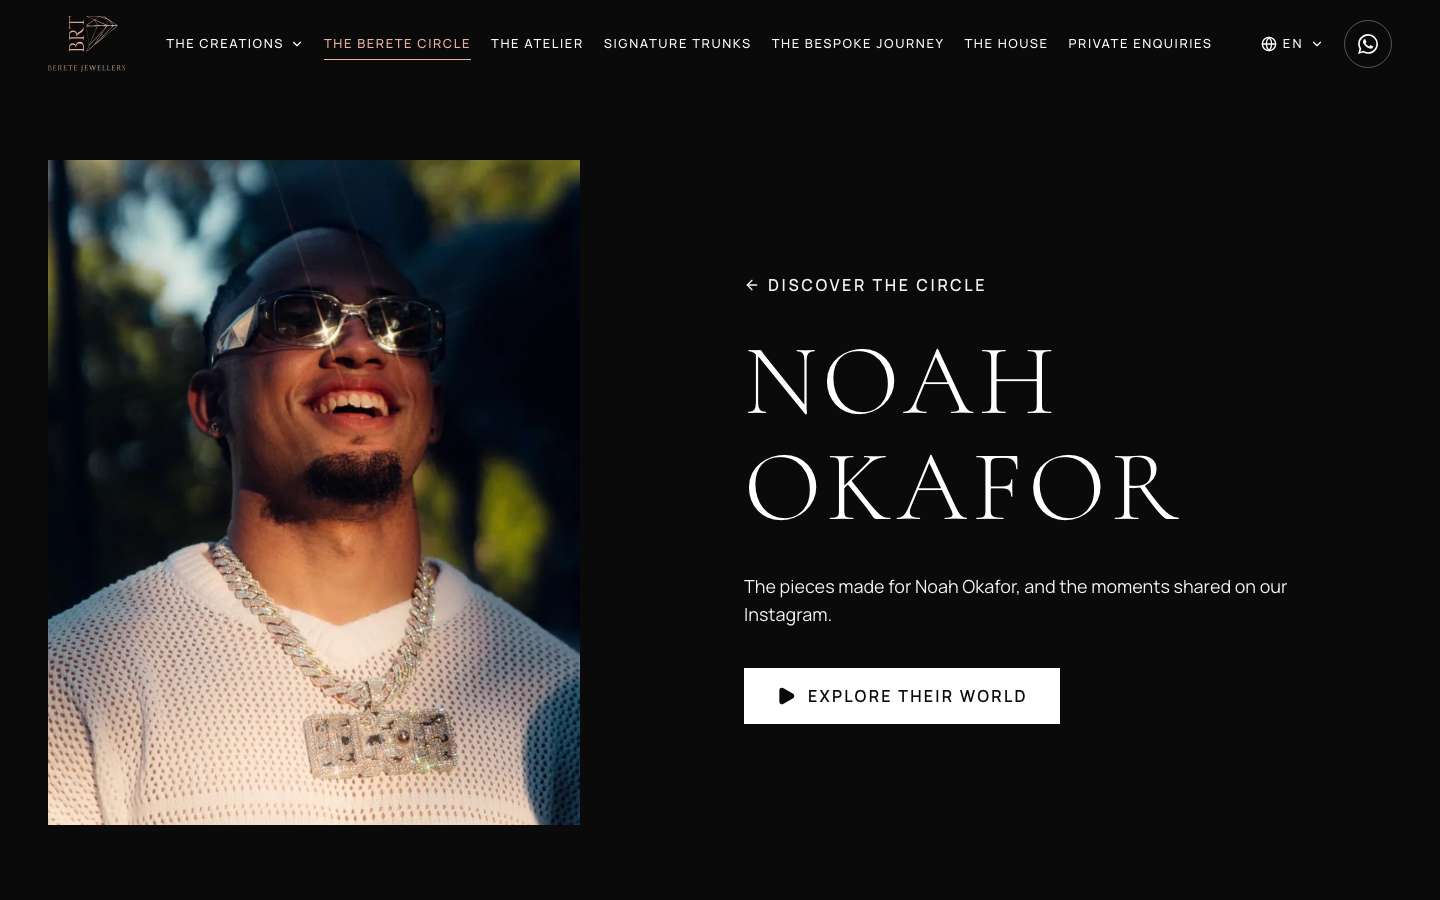 BRT
BERETE JEWELLERS
THE CREATIONS
THE BERETE CIRCLE
THE ATELIER
SIGNATURE TRUNKS
THE BESPOKE JOURNEY
THE HOUSE
PRIVATE ENQUIRIES
EN
← DISCOVER THE CIRCLE
NOAH
OKAFOR
The pieces made for Noah Okafor, and the moments shared on our
Instagram.
EXPLORE THEIR WORLD